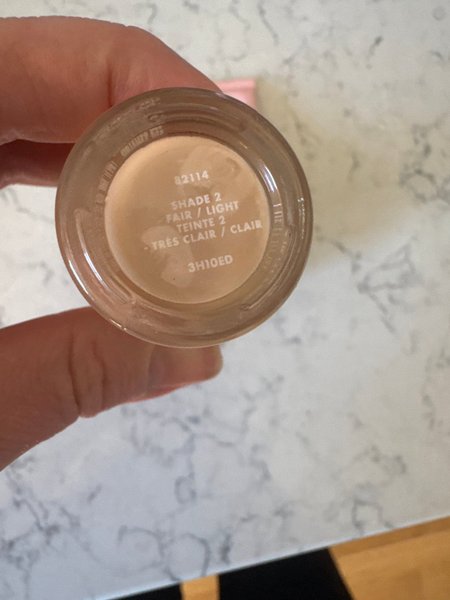 82114
SHADE 2
FAIR / LIGHT
TEINTE 2
- TRÈS CLAIR / CLAIR
3H10ED